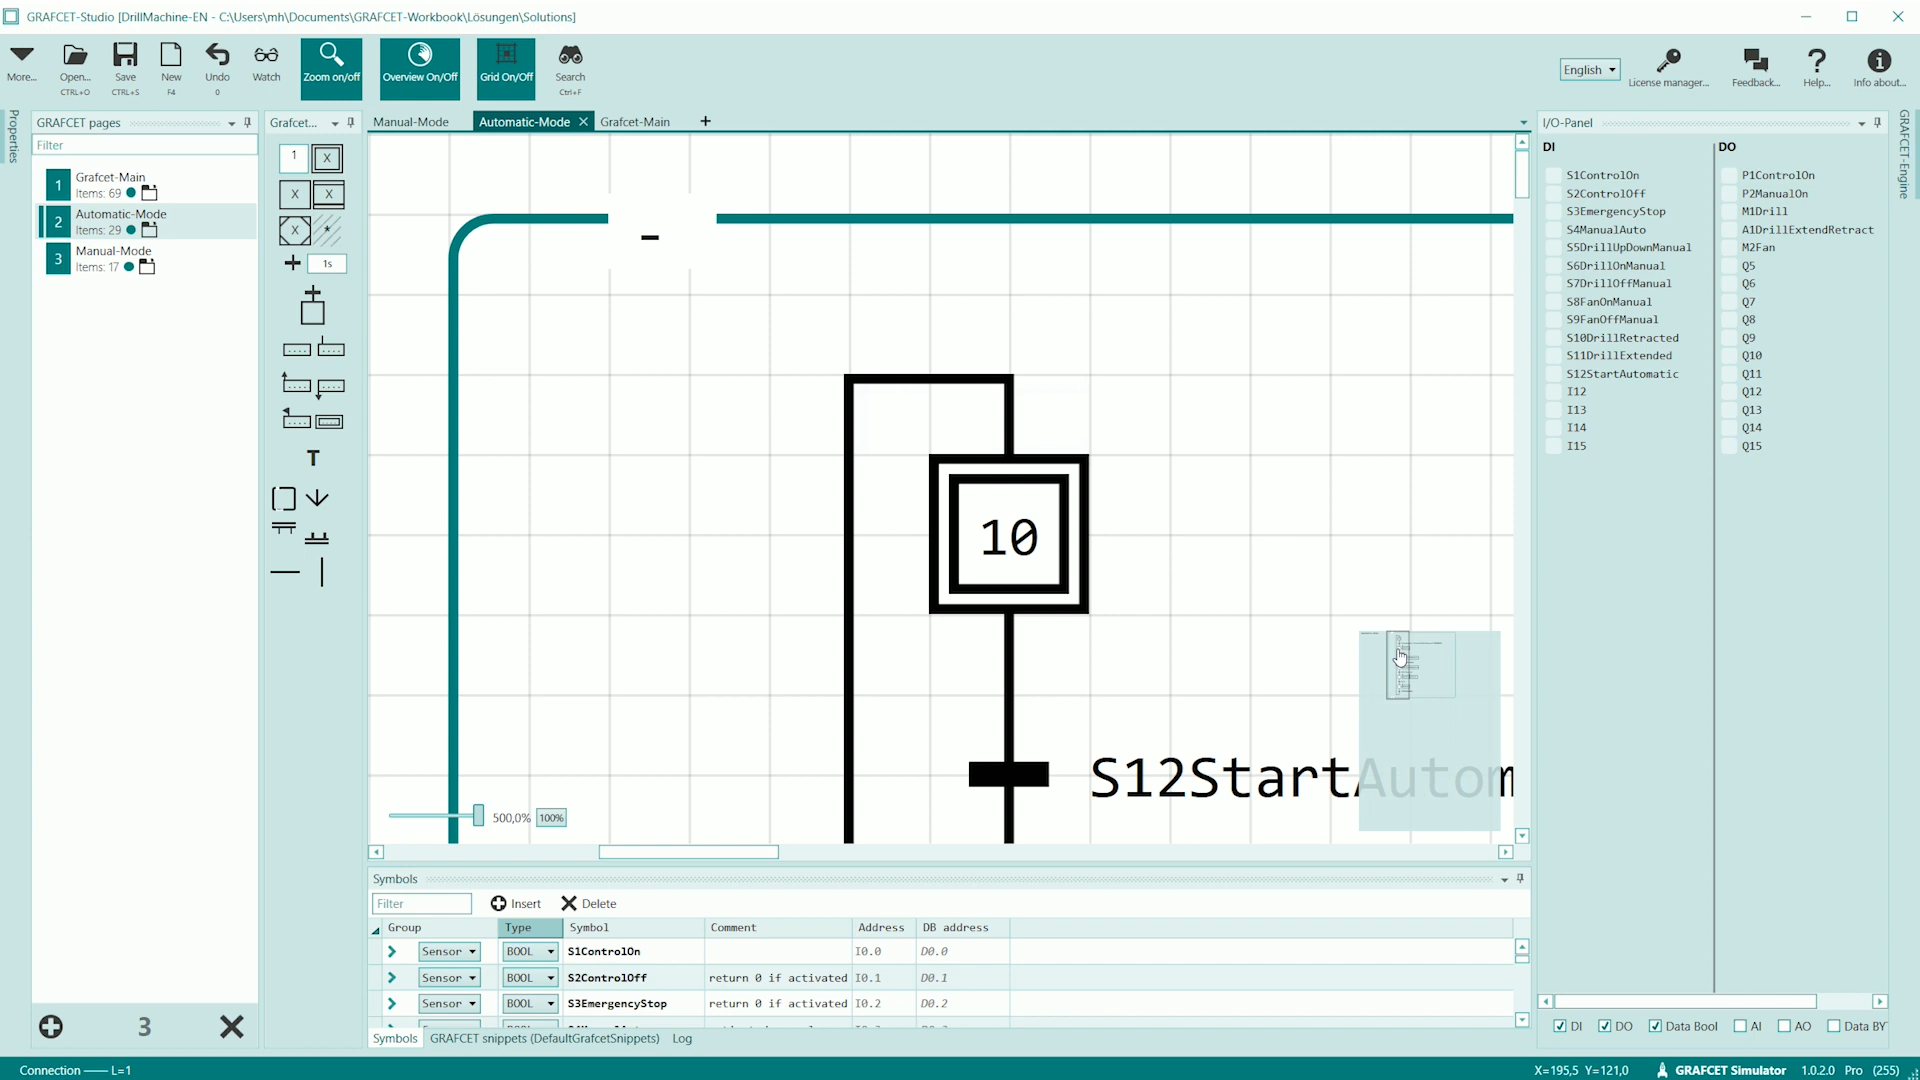 GRAFCET-Studio [DrillMachine-EN - C:\Users\mh\Documents\GRAFCET-Workbook\Lösungen\Solutions]
More...
Open...
CTRL+O
Save
CTRL+S
New
F4
Undo
0
Watch
Zoom on/off
Overview On/Off
Grid On/Off
Search
Ctrl+F
English
License manager...
Feedback...
Help...
Info about...
Properties
GRAFCET pages
Filter
1
Grafcet-Main
Items: 69
2
Automatic-Mode
Items: 29
3
Manual-Mode
Items: 17
3
Grafcet...
1
X
X
X
X
*
1s
T
Manual-Mode
Automatic-Mode
Grafcet-Main
10
S12StartAutom
500,0%
100%
Symbols
Filter
Insert
Delete
Group Type Symbol Comment Address DB address
Sensor BOOL S1ControlOn I0.0 D0.0
Sensor BOOL S2ControlOff return 0 if activated I0.1 D0.1
Sensor BOOL S3EmergencyStop return 0 if activated I0.2 D0.2
Symbols GRAFCET snippets (DefaultGrafcetSnippets) Log
I/O-Panel
DI
S1ControlOn
S2ControlOff
S3EmergencyStop
S4ManualAuto
S5DrillUpDownManual
S6DrillOnManual
S7DrillOffManual
S8FanOnManual
S9FanOffManual
S10DrillRetracted
S11DrillExtended
S12StartAutomatic
I12
I13
I14
I15
DO
P1ControlOn
P2ManualOn
M1Drill
A1DrillExtendRetract
M2Fan
Q5
Q6
Q7
Q8
Q9
Q10
Q11
Q12
Q13
Q14
Q15
DI DO Data Bool AI AO Data BY
GRAFCET-Engine
Connection L=1
X=195,5 Y=121,0
GRAFCET Simulator 1.0.2.0 Pro (255)